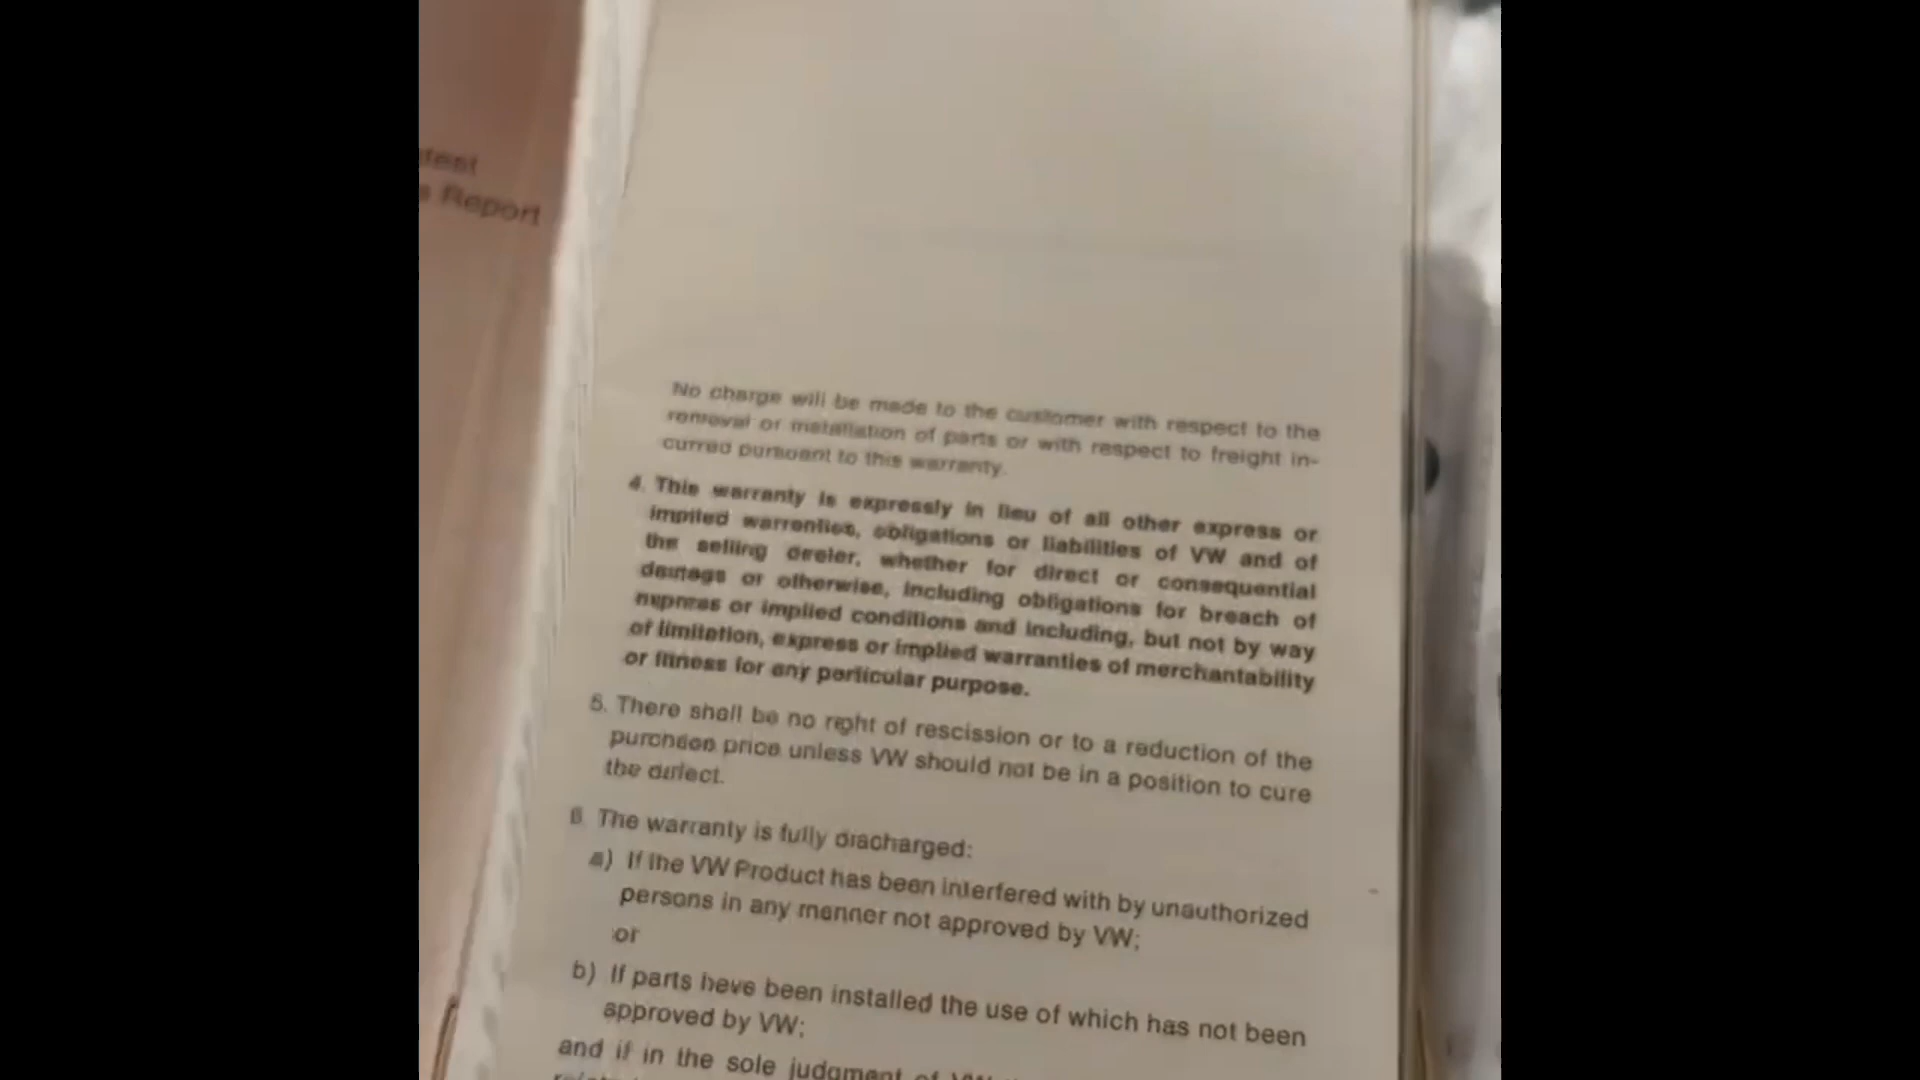 Report
No charge will be made to the customer with respect to the
removal or installation of parts or with respect to freight in-
curred pursuant to this warranty.
4. This warranty is expressly in lieu of all other express or
implied warranties, obligations or liabilities of VW and of
the selling dealer, whether for direct or consequential
damage or otherwise, including obligations for breach of
express or implied conditions and including, but not by way
of limitation, express or implied warranties of merchantability
or fitness for any particular purpose.
5. There shall be no right of rescission or to a reduction of the
purchase price unless VW should not be in a position to cure
the defect.
6. The warranty is fully discharged:
a) If the VW Product has been interfered with by unauthorized
persons in any manner not approved by VW;
or
b) If parts have been installed the use of which has not been
approved by VW;
and if in the sole judgment of VW